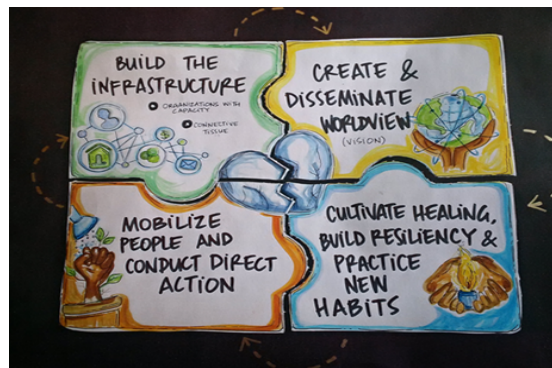 BUILD THE
INFRASTRUCTURE
ORGANIZATIONS WITH
CAPACITY
CONNECTIVE
TISSUE
CREATE &
DISSEMINATE
WORLDVIEW
(VISION)
MOBILIZE
PEOPLE AND
CONDUCT DIRECT
ACTION
CULTIVATE HEALING,
BUILD RESILIENCY &
PRACTICE
NEW
HABITS